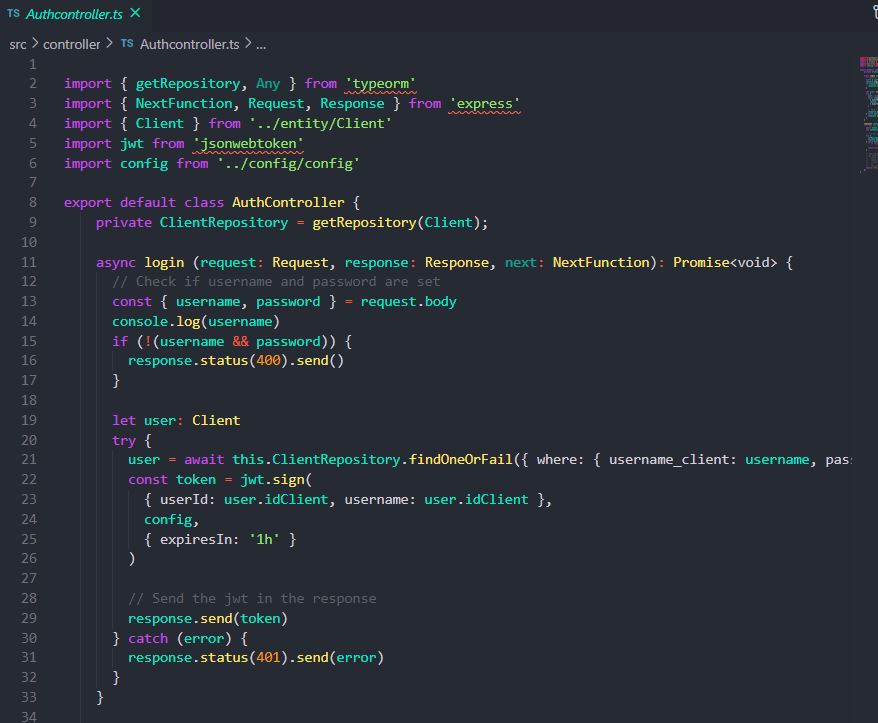 TS Authcontroller.ts ×
src > controller > TS Authcontroller.ts > ...
1
2 import { getRepository, Any } from 'typeorm'
3 import { NextFunction, Request, Response } from 'express'
4 import { Client } from '../entity/Client'
5 import jwt from 'jsonwebtoken'
6 import config from '../config/config'
7
8 export default class AuthController {
9 private ClientRepository = getRepository(Client);
10
11 async login (request: Request, response: Response, next: NextFunction): Promise<void> {
12 // Check if username and password are set
13 const { username, password } = request.body
14 console.log(username)
15 if (!(username && password)) {
16 response.status(400).send()
17 }
18
19 let user: Client
20 try {
21 user = await this.ClientRepository.findOneOrFail({ where: { username_client: username, pas
22 const token = jwt.sign(
23 { userId: user.idClient, username: user.idClient },
24 config,
25 { expiresIn: '1h' }
26 )
27
28 // Send the jwt in the response
29 response.send(token)
30 } catch (error) {
31 response.status(401).send(error)
32 }
33 }
34